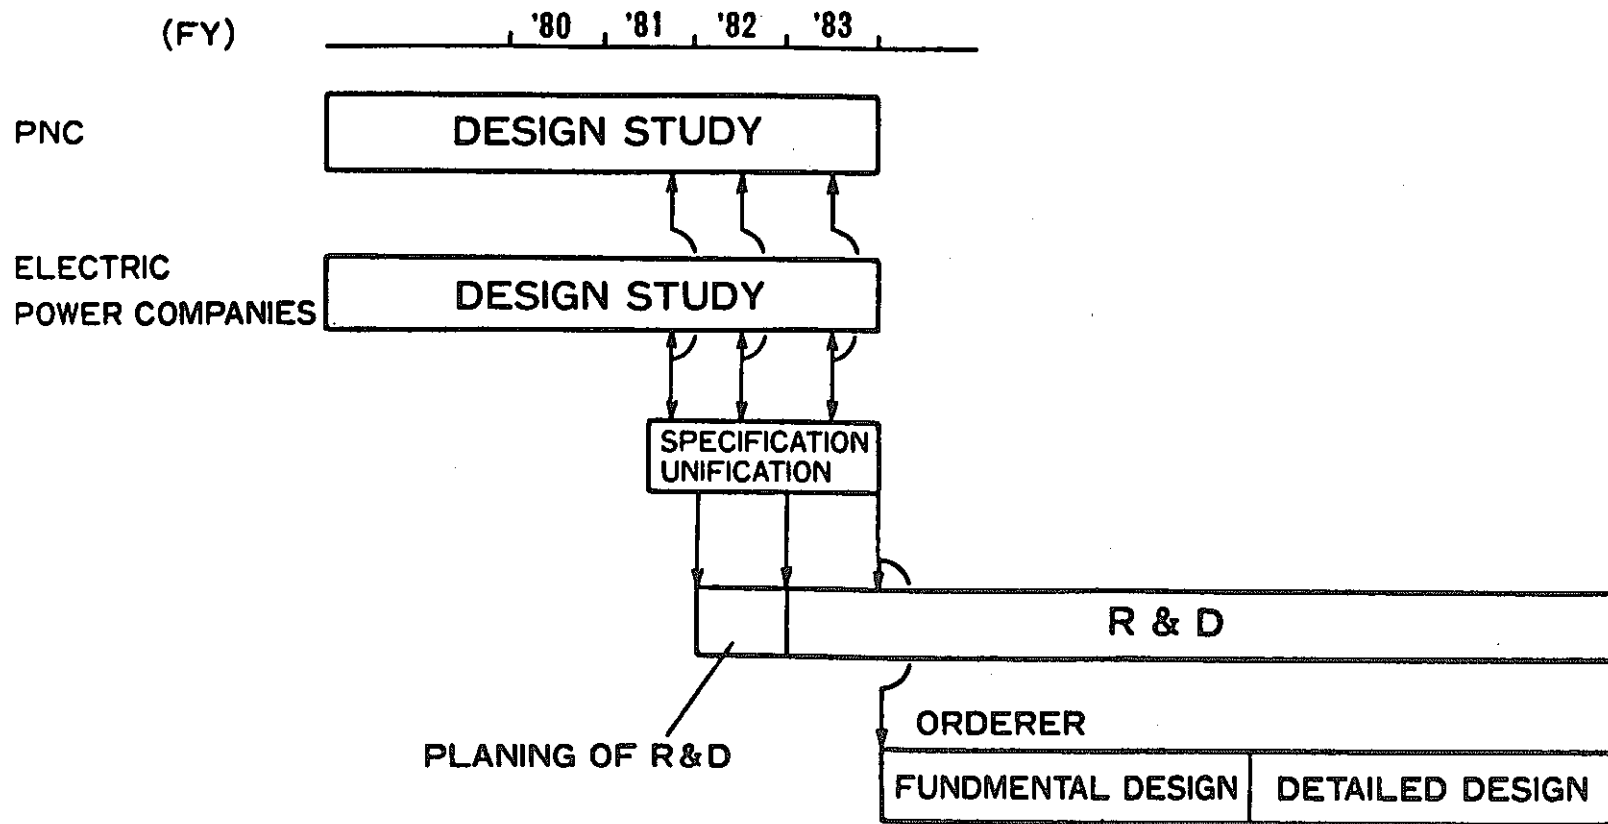 (FY) '80 '81 '82 '83
PNC
DESIGN STUDY
ELECTRIC
POWER COMPANIES
DESIGN STUDY
SPECIFICATION
UNIFICATION
R & D
PLANING OF R&D
ORDERER
FUNDMENTAL DESIGN
DETAILED DESIGN